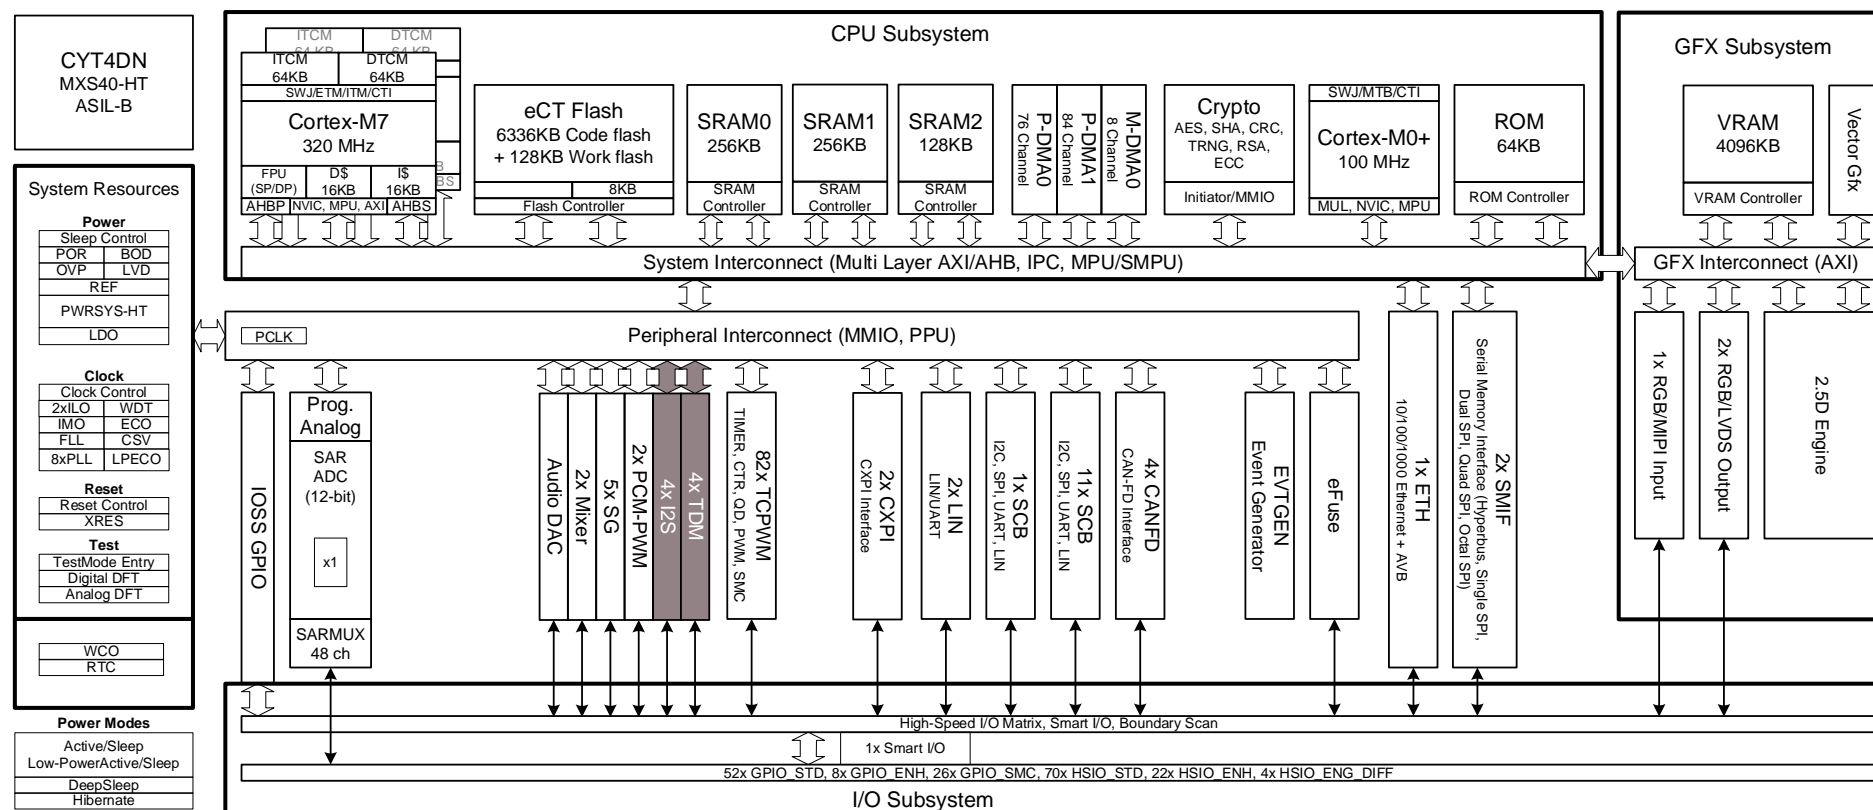 CYT4DN
MXS40-HT
ASIL-B
System Resources
Power
Sleep Control
POR BOD
OVP LVD
REF
PWRSYS-HT
LDO
Clock
Clock Control
2xILO WDT
IMO ECO
FLL CSV
8xPLL LPECO
Reset
Reset Control
XRES
Test
TestMode Entry
Digital DFT
Analog DFT
WCO
RTC
Power Modes
Active/Sleep
Low-PowerActive/Sleep
DeepSleep
Hibernate
CPU Subsystem
ITCM DTCM
64 KB 64 KB
ITCM DTCM
64KB 64KB
SWJ/ETM/ITM/CTI
Cortex-M7
320 MHz
FPU D$ I$
(SP/DP) 16KB 16KB
AHBP NVIC, MPU, AXI AHBS
B
BS
eCT Flash
6336KB Code flash
+ 128KB Work flash
8KB
Flash Controller
SRAM0
256KB
SRAM
Controller
SRAM1
256KB
SRAM
Controller
SRAM2
128KB
SRAM
Controller
P-DMA0
76 Channel
P-DMA1
84 Channel
M-DMA0
8 Channel
Crypto
AES, SHA, CRC,
TRNG, RSA,
ECC
Initiator/MMIO
SWJ/MTB/CTI
Cortex-M0+
100 MHz
MUL, NVIC, MPU
ROM
64KB
ROM Controller
System Interconnect (Multi Layer AXI/AHB, IPC, MPU/SMPU)
GFX Subsystem
VRAM
4096KB
VRAM Controller
Vector Gfx
GFX Interconnect (AXI)
1x RGB/MIPI Input
2x RGB/LVDS Output
2.5D Engine
PCLK
Peripheral Interconnect (MMIO, PPU)
IOSS GPIO
Prog.
Analog
SAR
ADC
(12-bit)
x1
SARMUX
48 ch
Audio DAC
2x Mixer
5x SG
2x PCM-PWM
4x I2S
4x TDM
82x TCPWM
TIMER, CTR, QD, PWM, SMC
2x CXPI
CXPI Interface
2x LIN
LIN/UART
1x SCB
I2C, SPI, UART, LIN
11x SCB
I2C, SPI, UART, LIN
4x CANFD
CAN-FD Interface
EVTGEN
Event Generator
eFuse
1x ETH
10/100/1000 Ethernet + AVB
2x SMIF
Serial Memory Interface (Hyperbus, Single SPI,
Dual SPI, Quad SPI, Octal SPI)
High-Speed I/O Matrix, Smart I/O, Boundary Scan
1x Smart I/O
52x GPIO_STD, 8x GPIO_ENH, 26x GPIO_SMC, 70x HSIO_STD, 22x HSIO_ENH, 4x HSIO_ENG_DIFF
I/O Subsystem